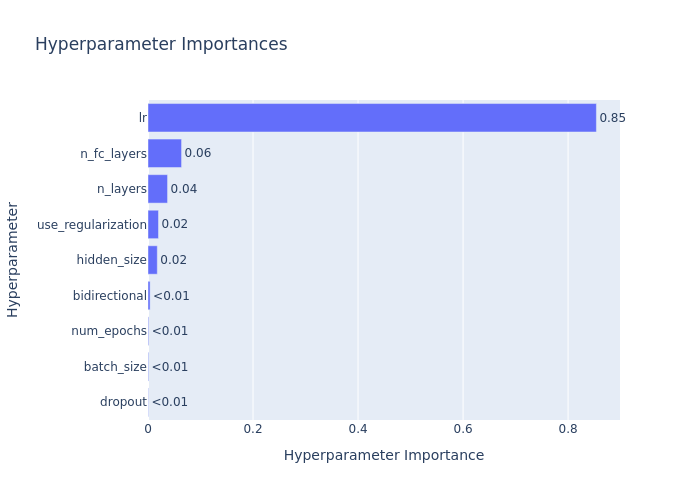 Hyperparameter Importances
Hyperparameter
lr 0.85
n_fc_layers 0.06
n_layers 0.04
use_regularization 0.02
hidden_size 0.02
bidirectional <0.01
num_epochs <0.01
batch_size <0.01
dropout <0.01
0 0.2 0.4 0.6 0.8
Hyperparameter Importance